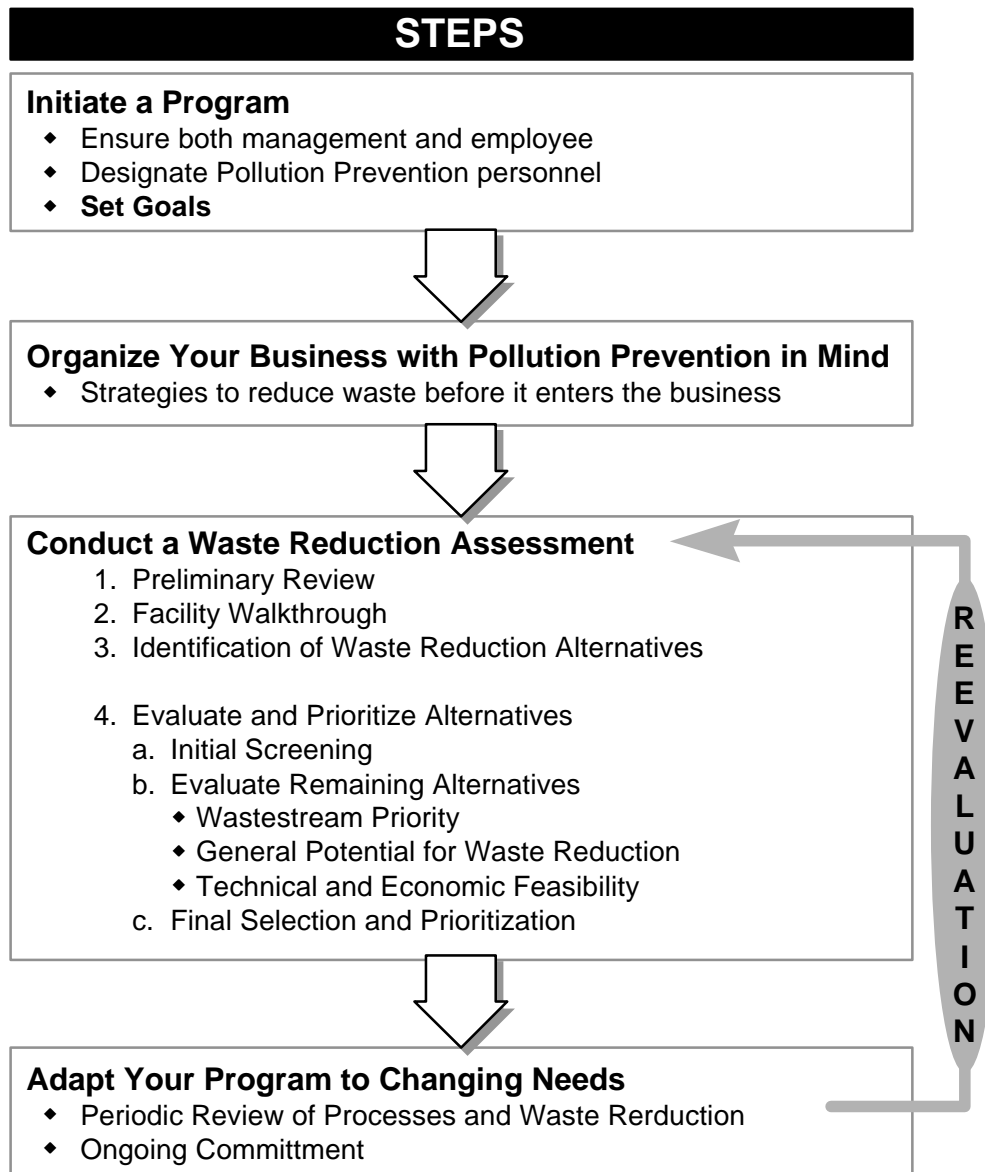 STEPS
Initiate a Program
◆ Ensure both management and employee
◆ Designate Pollution Prevention personnel
◆ Set Goals
Organize Your Business with Pollution Prevention in Mind
◆ Strategies to reduce waste before it enters the business
Conduct a Waste Reduction Assessment
1. Preliminary Review
2. Facility Walkthrough
3. Identification of Waste Reduction Alternatives
4. Evaluate and Prioritize Alternatives
a. Initial Screening
b. Evaluate Remaining Alternatives
◆ Wastestream Priority
◆ General Potential for Waste Reduction
◆ Technical and Economic Feasibility
c. Final Selection and Prioritization
Adapt Your Program to Changing Needs
◆ Periodic Review of Processes and Waste Rerduction
◆ Ongoing Committment
REEVALUATION